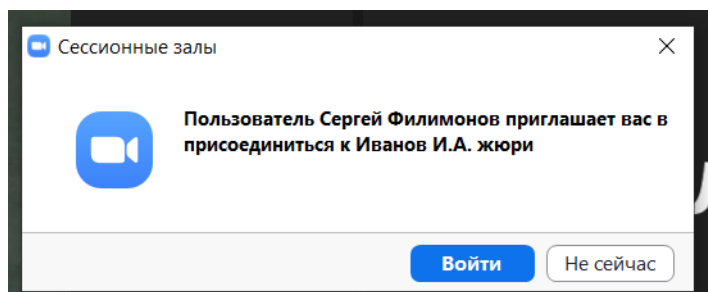 Сессионные залы
Пользователь Сергей Филимонов приглашает вас в
присоединиться к Иванов И.А. жюри
Войти
Не сейчас